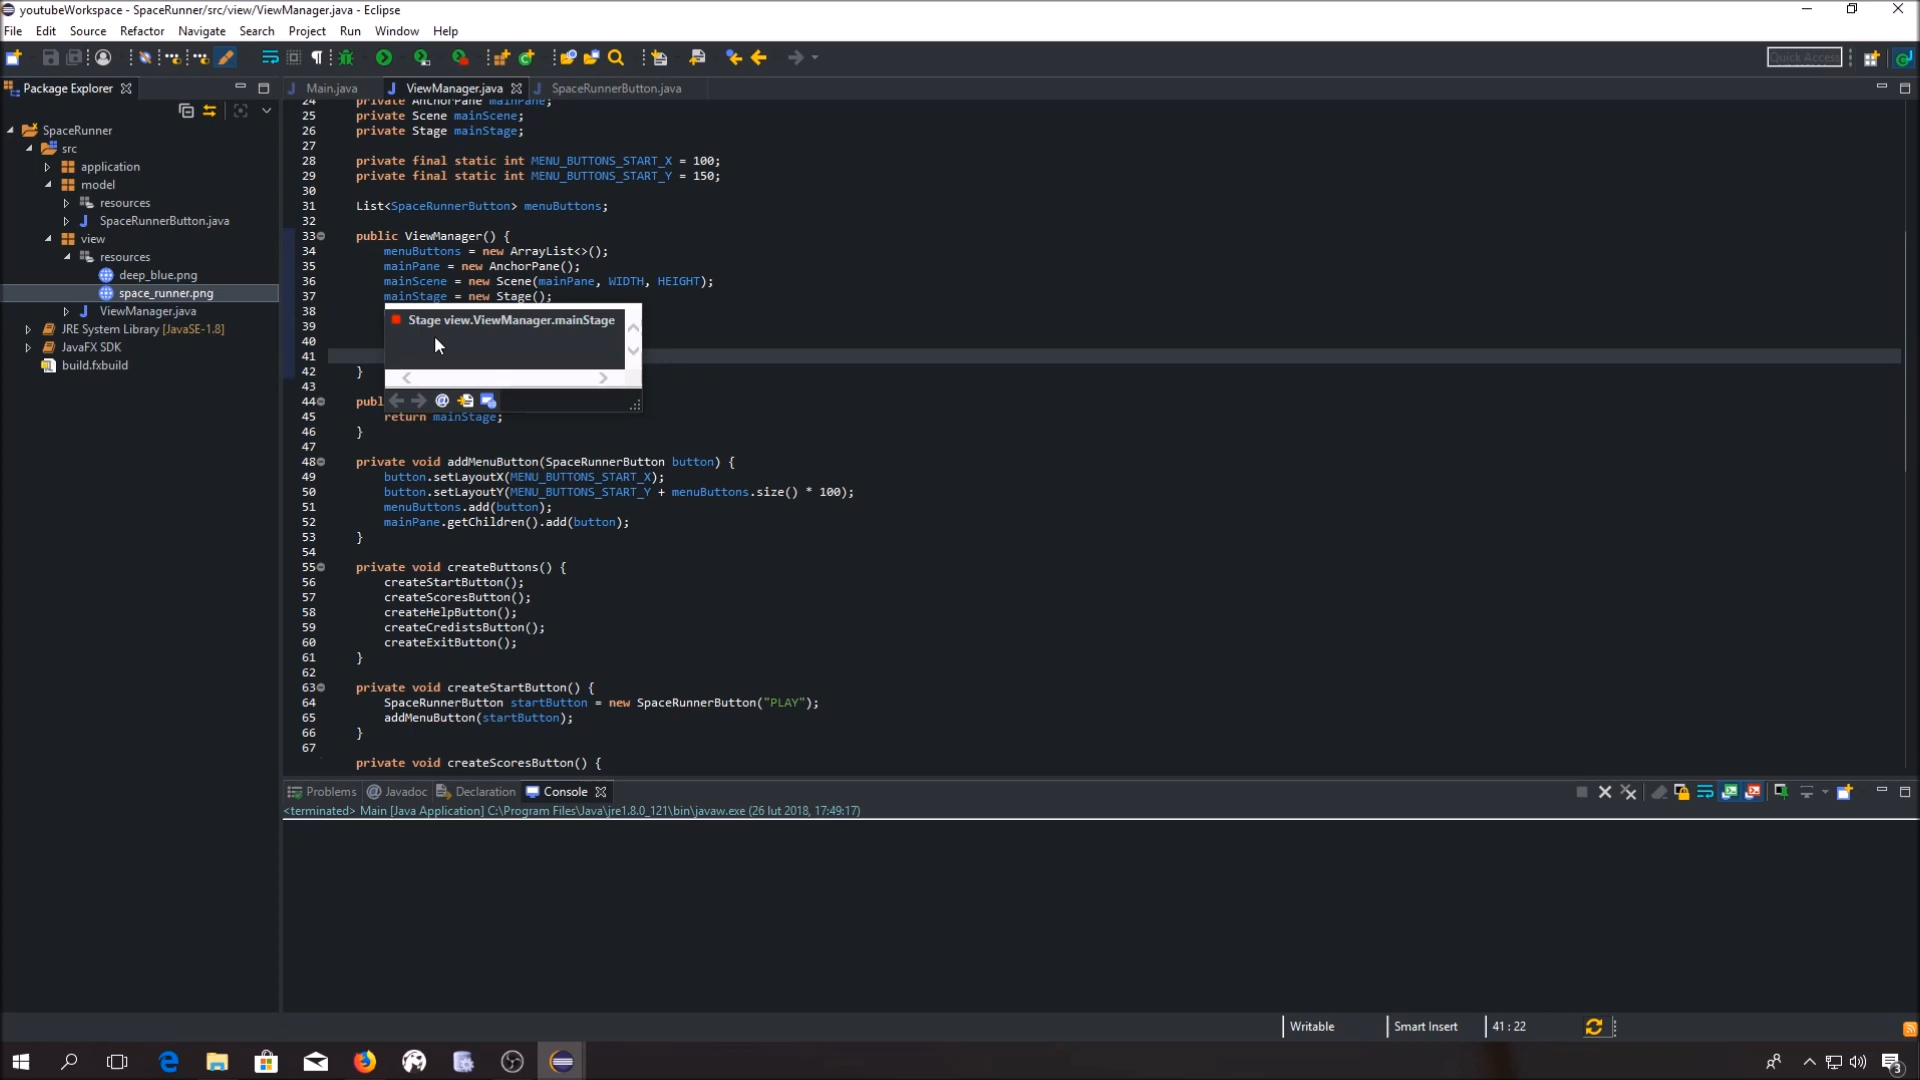 youtubeWorkspace - SpaceRunner/src/view/ViewManager.java - Eclipse
File Edit Source Refactor Navigate Search Project Run Window Help
Quick Access
Package Explorer
Main.java ViewManager.java SpaceRunnerButton.java
SpaceRunner
src
application
model
resources
SpaceRunnerButton.java
view
resources
deep_blue.png
space_runner.png
ViewManager.java
JRE System Library [JavaSE-1.8]
JavaFX SDK
build.fxbuild
24 private AnchorPane mainPane;
25 private Scene mainScene;
26 private Stage mainStage;
27
28 private final static int MENU_BUTTONS_START_X = 100;
29 private final static int MENU_BUTTONS_START_Y = 150;
30
31 List<SpaceRunnerButton> menuButtons;
32
33 public ViewManager() {
34 menuButtons = new ArrayList<>();
35 mainPane = new AnchorPane();
36 mainScene = new Scene(mainPane, WIDTH, HEIGHT);
37 mainStage = new Stage();
38
Stage view.ViewManager.mainStage
39
40
41
42 }
43
44 publ
@
45 return mainStage;
46 }
47
48 private void addMenuButton(SpaceRunnerButton button) {
49 button.setLayoutX(MENU_BUTTONS_START_X);
50 button.setLayoutY(MENU_BUTTONS_START_Y + menuButtons.size() * 100);
51 menuButtons.add(button);
52 mainPane.getChildren().add(button);
53 }
54
55 private void createButtons() {
56 createStartButton();
57 createScoresButton();
58 createHelpButton();
59 createCredistsButton();
60 createExitButton();
61 }
62
63 private void createStartButton() {
64 SpaceRunnerButton startButton = new SpaceRunnerButton("PLAY");
65 addMenuButton(startButton);
66 }
67
private void createScoresButton() {
Problems @ Javadoc Declaration Console
<terminated> Main [Java Application] C:\Program Files\Java\jre1.8.0_121\bin\javaw.exe (26 lut 2018, 17:49:17)
Writable Smart Insert 41 : 22
3